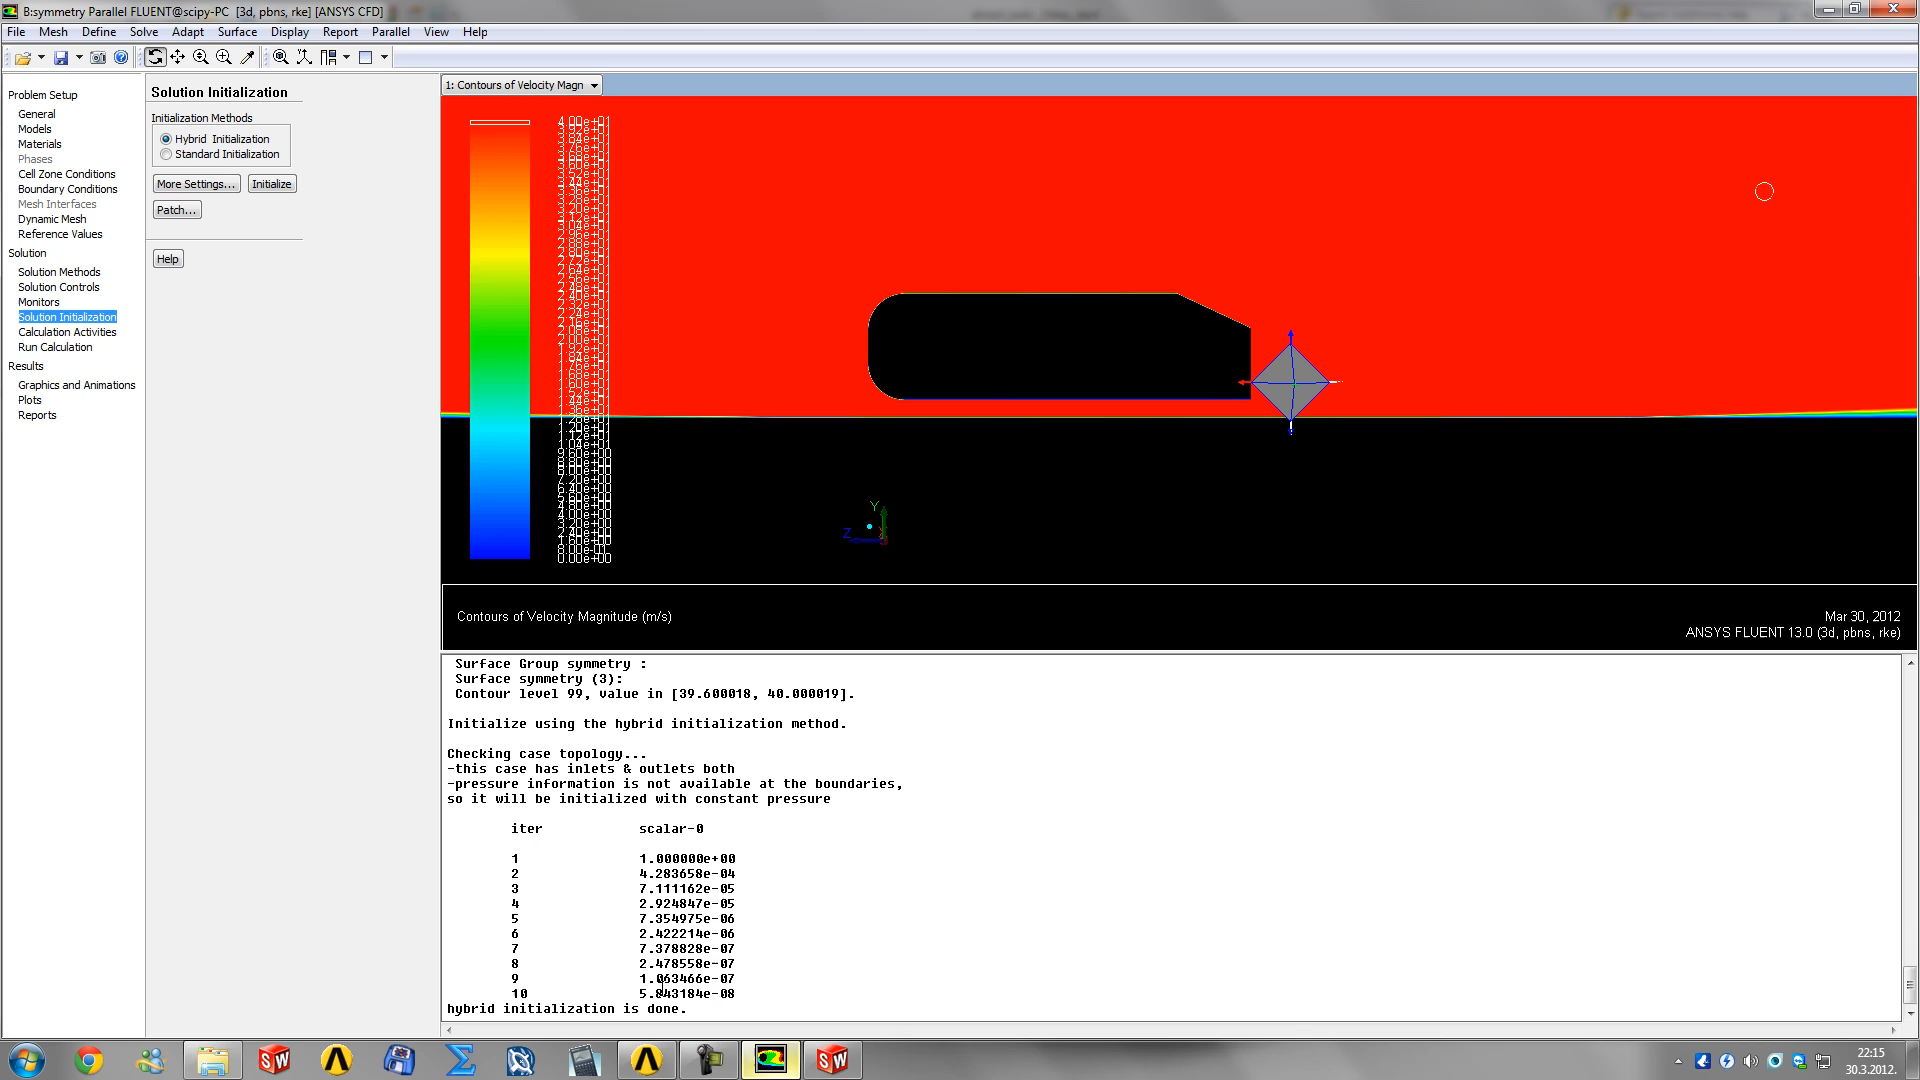 B:symmetry Parallel FLUENT@scipy-PC [3d, pbns, rke] [ANSYS CFD]
File Mesh Define Solve Adapt Surface Display Report Parallel View Help
Problem Setup
General
Models
Materials
Phases
Cell Zone Conditions
Boundary Conditions
Mesh Interfaces
Dynamic Mesh
Reference Values
Solution
Solution Methods
Solution Controls
Monitors
Solution Initialization
Calculation Activities
Run Calculation
Results
Graphics and Animations
Plots
Reports
Solution Initialization
Initialization Methods
Hybrid Initialization
Standard Initialization
More Settings... Initialize
Patch...
Help
1: Contours of Velocity Magn
4.00e+01
8.00e-01
0.00e+00
Y
Z
Contours of Velocity Magnitude (m/s)
Mar 30, 2012
ANSYS FLUENT 13.0 (3d, pbns, rke)
Surface Group symmetry :
Surface symmetry (3):
Contour level 99, value in [39.600018, 40.000019].
Initialize using the hybrid initialization method.
Checking case topology...
-this case has inlets & outlets both
-pressure information is not available at the boundaries,
so it will be initialized with constant pressure
iter scalar-0
1 1.000000e+00
2 4.283658e-04
3 7.111162e-05
4 2.924847e-05
5 7.354975e-06
6 2.422214e-06
7 7.378828e-07
8 2.478558e-07
9 1.063466e-07
10 5.843184e-08
hybrid initialization is done.
22:15
30.3.2012.